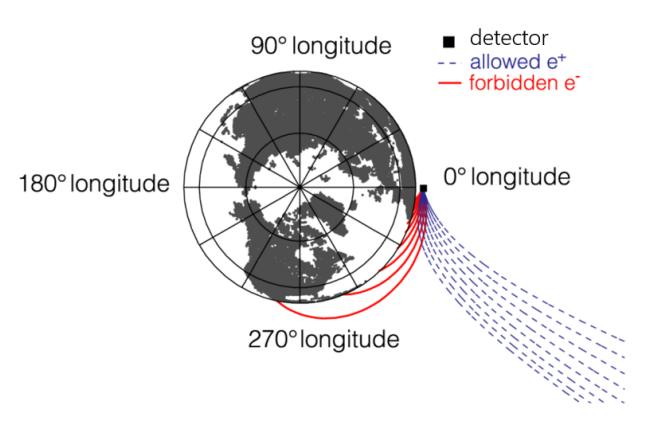 90° longitude
detector
allowed e⁺
forbidden e⁻
180° longitude
0° longitude
270° longitude